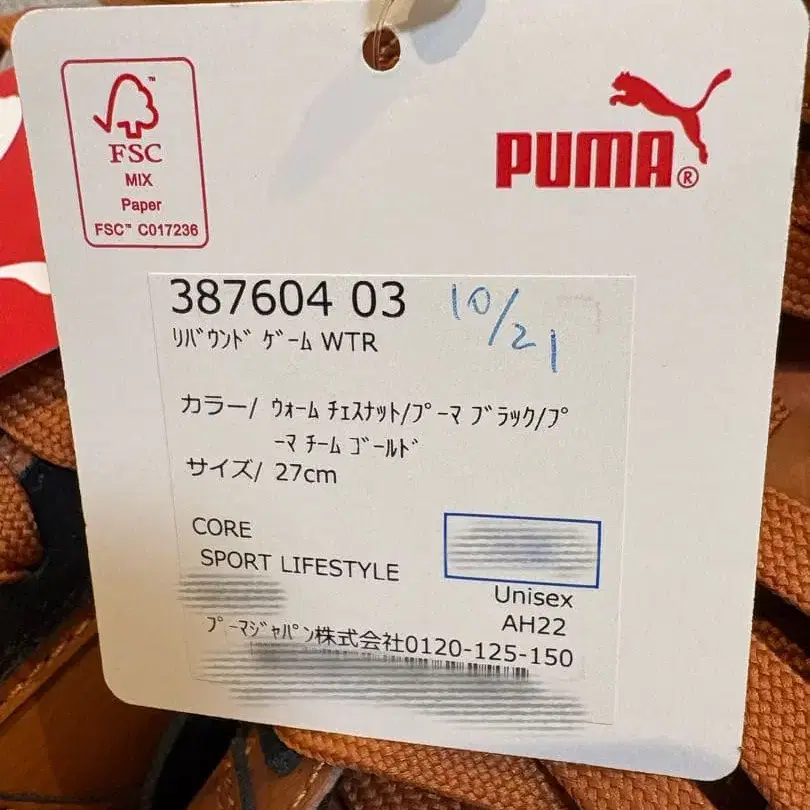 FSC™
MIX
Paper
FSC™ C017236
PUMA®
387604 03
10/21
ﾘﾊﾞｳﾝﾄﾞ ｹﾞｰﾑ WTR
カラー/ ｳｫｰﾑ ﾁｪｽﾅｯﾄ/ﾌﾟｰﾏ ﾌﾞﾗｯｸ/ﾌﾟ
ｰﾏ ﾁｰﾑ ｺﾞｰﾙﾄﾞ
サイズ/ 27cm
CORE
SPORT LIFESTYLE
Unisex
AH22
ﾌﾟｰﾏｼﾞｬﾊﾟﾝ株式会社0120-125-150